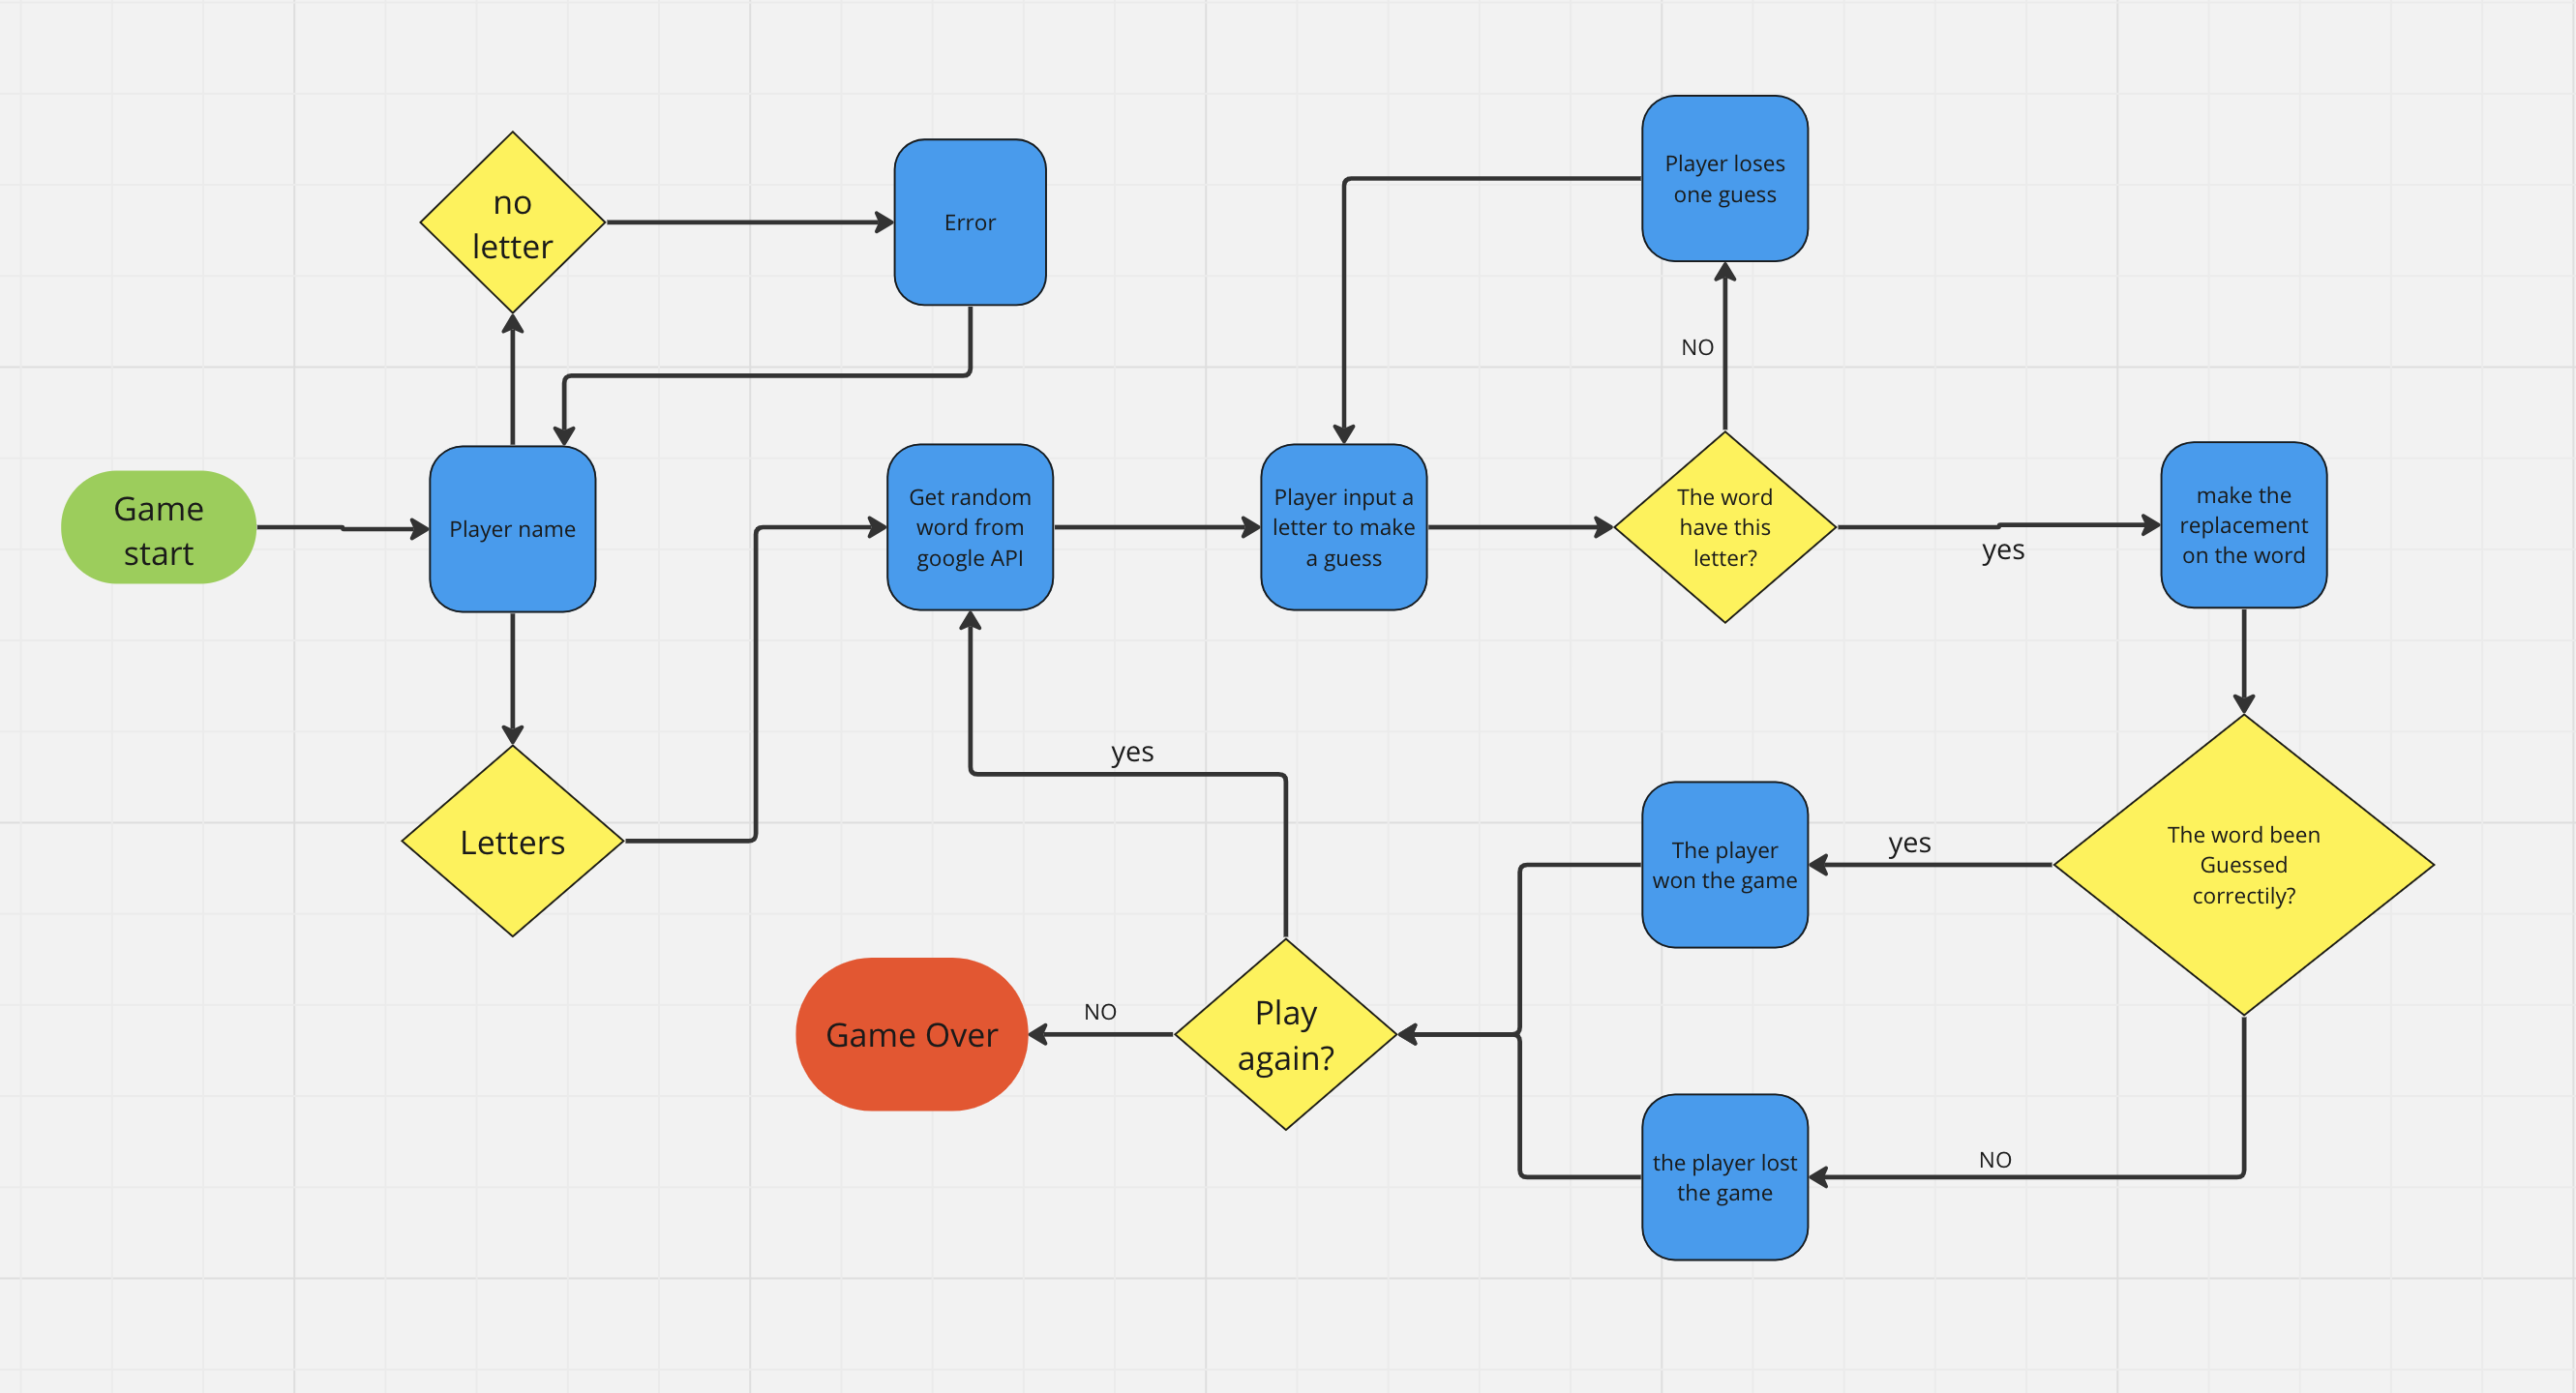 Player loses
one guess
no
letter
Error
NO
Game
start
Player name
Get random
word from
google API
Player input a
letter to make
a guess
The word
have this
letter?
yes
make the
replacement
on the word
yes
Letters
The player
won the game
yes
The word been
Guessed
correctily?
Game Over
NO
Play
again?
the player lost
the game
NO